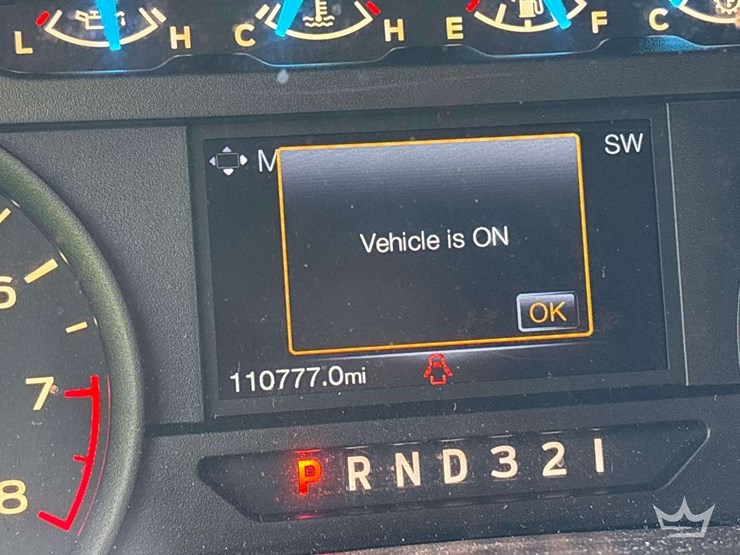 L H C H E F C
M SW
Vehicle is ON
OK
6
7
110777.0mi
P R N D 3 2 1
8